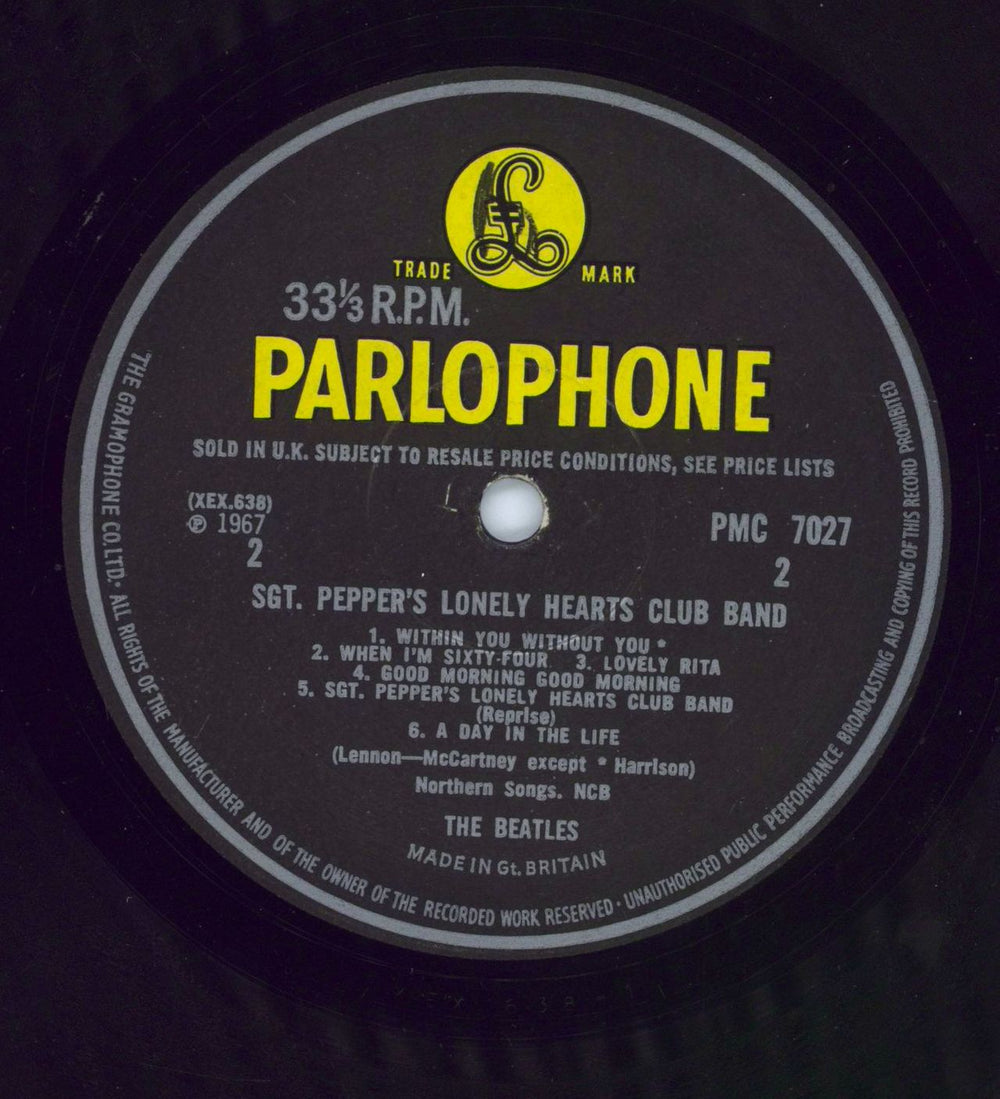 TRADE MARK
33⅓ R.P.M.
PARLOPHONE
SOLD IN U.K. SUBJECT TO RESALE PRICE CONDITIONS, SEE PRICE LISTS
(XEX.638)
℗ 1967
PMC 7027
2
2
SGT. PEPPER'S LONELY HEARTS CLUB BAND
1. WITHIN YOU WITHOUT YOU *
2. WHEN I'M SIXTY-FOUR 3. LOVELY RITA
4. GOOD MORNING GOOD MORNING
5. SGT. PEPPER'S LONELY HEARTS CLUB BAND
(Reprise)
6. A DAY IN THE LIFE
(Lennon—McCartney except * Harrison)
Northern Songs. NCB
THE BEATLES
MADE IN Gt. BRITAIN
THE GRAMOPHONE CO. LTD. · ALL RIGHTS OF THE MANUFACTURER AND OF THE OWNER OF THE RECORDED WORK RESERVED · UNAUTHORISED PUBLIC PERFORMANCE BROADCASTING AND COPYING OF THIS RECORD PROHIBITED